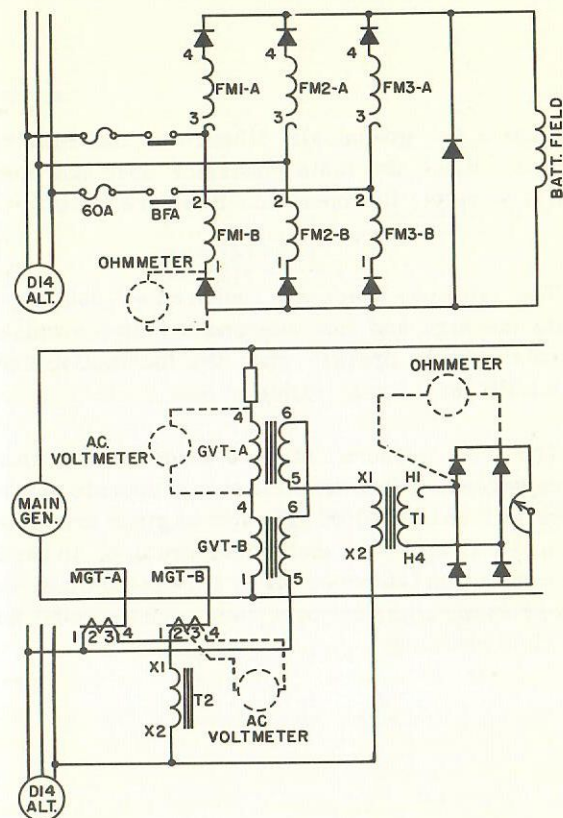 4 4 4
FM1-A FM2-A FM3-A
3 3 3
BATT. FIELD
60A BFA
2 2 2
FM1-B FM2-B FM3-B
OHMMETER
1 1 1
D14
ALT.
OHMMETER
4 6
A.C.
VOLTMETER
GVT-A
5
X1 H1
MAIN
GEN.
4 6
T1
GVT-B
X2 H4
1 5
MGT-A MGT-B
1 2 3 4 1 2 3 4
X1
T2
X2
AC
VOLTMETER
D14
ALT.